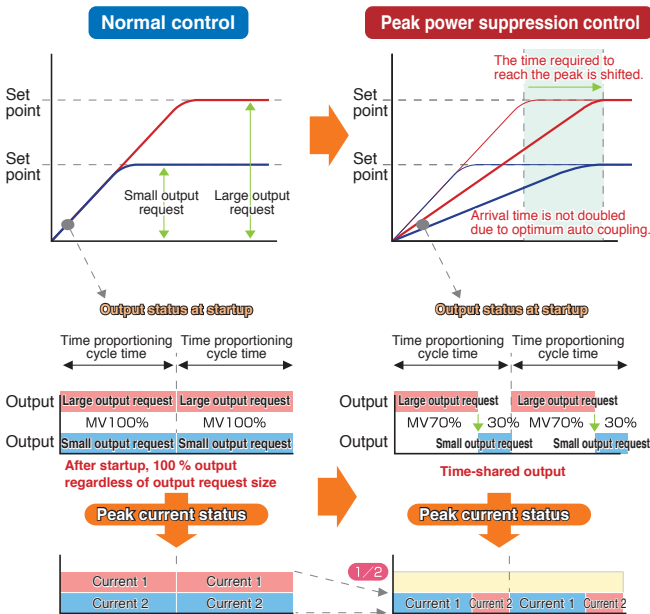 Normal control
Peak power suppression control
Set
point
Set
point
Small output
request
Large output
request
The time required to
reach the peak is shifted.
Set
point
Set
point
Arrival time is not doubled
due to optimum auto coupling.
Output status at startup
Output status at startup
Time proportioning
cycle time
Time proportioning
cycle time
Time proportioning
cycle time
Time proportioning
cycle time
Output
Large output request
Large output request
MV100%
MV100%
Output
Small output request
Small output request
After startup, 100 % output
regardless of output request size
Output
Large output request
Large output request
MV70%
30%
MV70%
30%
Output
Small output request
Small output request
Time-shared output
Peak current status
Peak current status
Current 1
Current 1
Current 2
Current 2
1/2
Current 1
Current 2
Current 1
Current 2